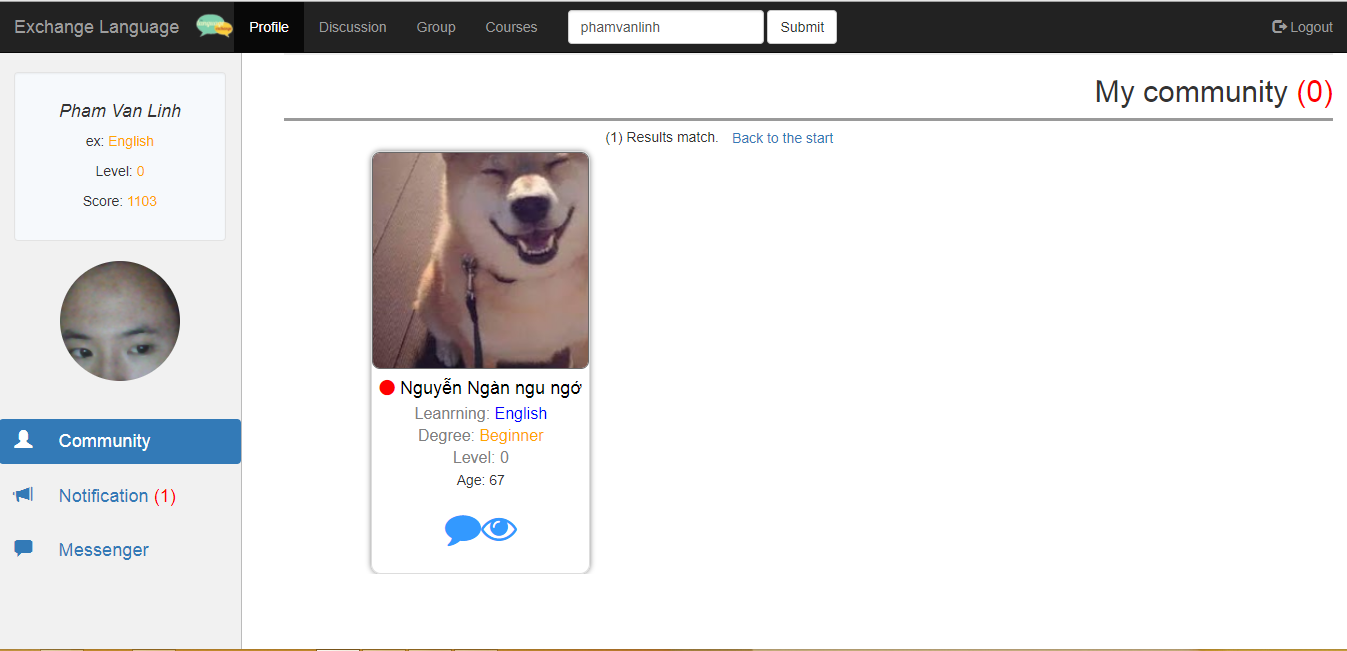 Exchange Language
Profile
Discussion
Group
Courses
phamvanlinh
Submit
Logout
Pham Van Linh
ex: English
Level: 0
Score: 1103
Community
Notification (1)
Messenger
My community (0)
(1) Results match. Back to the start
Nguyễn Ngàn ngu ngớ
Leanrning: English
Degree: Beginner
Level: 0
Age: 67